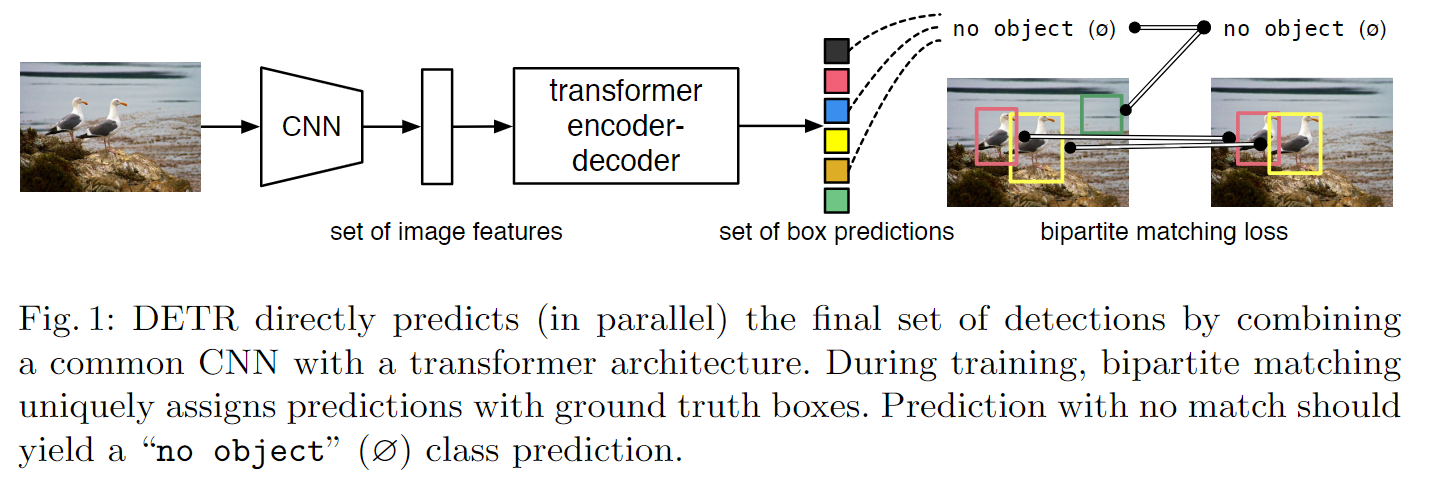 no object (ø)
no object (ø)
CNN
transformer
encoder-
decoder
set of image features
set of box predictions
bipartite matching loss
Fig. 1: DETR directly predicts (in parallel) the final set of detections by combining
a common CNN with a transformer architecture. During training, bipartite matching
uniquely assigns predictions with ground truth boxes. Prediction with no match should
yield a “no object” (∅) class prediction.